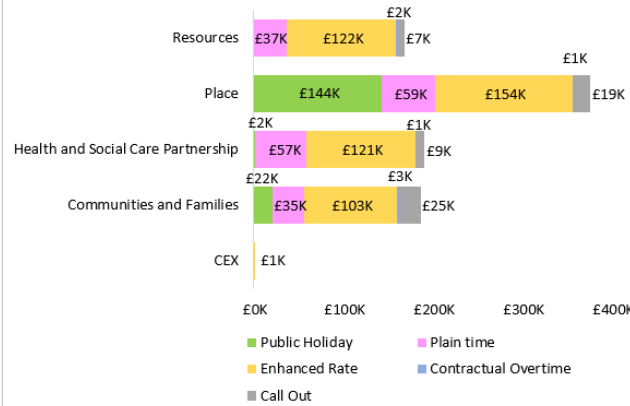 £2K
Resources £37K £122K £7K
£1K
Place £144K £59K £154K £19K
£2K £1K
Health and Social Care Partnership £57K £121K £9K
£22K £3K
Communities and Families £35K £103K £25K
CEX £1K
£0K £100K £200K £300K £400K
Public Holiday Plain time
Enhanced Rate Contractual Overtime
Call Out